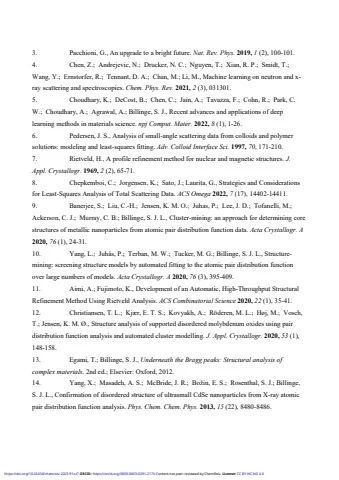 3. Pacchioni, G., An upgrade to a bright future. Nat. Rev. Phys. 2019, 1 (2), 100-101.
4. Chen, Z.; Andrejevic, N.; Drucker, N. C.; Nguyen, T.; Xian, R. P.; Smidt, T.;
Wang, Y.; Ernstorfer, R.; Tennant, D. A.; Chan, M.; Li, M., Machine learning on neutron and x-
ray scattering and spectroscopies. Chem. Phys. Rev. 2021, 2 (3), 031301.
5. Choudhary, K.; DeCost, B.; Chen, C.; Jain, A.; Tavazza, F.; Cohn, R.; Park, C.
W.; Choudhary, A.; Agrawal, A.; Billinge, S. J., Recent advances and applications of deep
learning methods in materials science. npj Comput. Mater. 2022, 8 (1), 1-26.
6. Pedersen, J. S., Analysis of small-angle scattering data from colloids and polymer
solutions: modeling and least-squares fitting. Adv. Colloid Interface Sci. 1997, 70, 171-210.
7. Rietveld, H., A profile refinement method for nuclear and magnetic structures. J.
Appl. Crystallogr. 1969, 2 (2), 65-71.
8. Chepkemboi, C.; Jorgensen, K.; Sato, J.; Laurita, G., Strategies and Considerations
for Least-Squares Analysis of Total Scattering Data. ACS Omega 2022, 7 (17), 14402-14411.
9. Banerjee, S.; Liu, C.-H.; Jensen, K. M. O.; Juhas, P.; Lee, J. D.; Tofanelli, M.;
Ackerson, C. J.; Murray, C. B.; Billinge, S. J. L., Cluster-mining: an approach for determining core
structures of metallic nanoparticles from atomic pair distribution function data. Acta Crystallogr. A
2020, 76 (1), 24-31.
10. Yang, L.; Juhás, P.; Terban, M. W.; Tucker, M. G.; Billinge, S. J. L., Structure-
mining: screening structure models by automated fitting to the atomic pair distribution function
over large numbers of models. Acta Crystallogr. A 2020, 76 (3), 395-409.
11. Aimi, A.; Fujimoto, K., Development of an Automatic, High-Throughput Structural
Refinement Method Using Rietveld Analysis. ACS Combinatorial Science 2020, 22 (1), 35-41.
12. Christiansen, T. L.; Kjær, E. T. S.; Kovyakh, A.; Röderen, M. L.; Høj, M.; Vosch,
T.; Jensen, K. M. Ø., Structure analysis of supported disordered molybdenum oxides using pair
distribution function analysis and automated cluster modelling. J. Appl. Crystallogr. 2020, 53 (1),
148-158.
13. Egami, T.; Billinge, S. J., Underneath the Bragg peaks: Structural analysis of
complex materials. 2nd ed.; Elsevier: Oxford, 2012.
14. Yang, X.; Masadeh, A. S.; McBride, J. R.; Božin, E. S.; Rosenthal, S. J.; Billinge,
S. J. L., Confirmation of disordered structure of ultrasmall CdSe nanoparticles from X-ray atomic
pair distribution function analysis. Phys. Chem. Chem. Phys. 2013, 15 (22), 8480-8486.
Content not peer-reviewed by ChemRxiv. License: CC BY-NC-ND 4.0